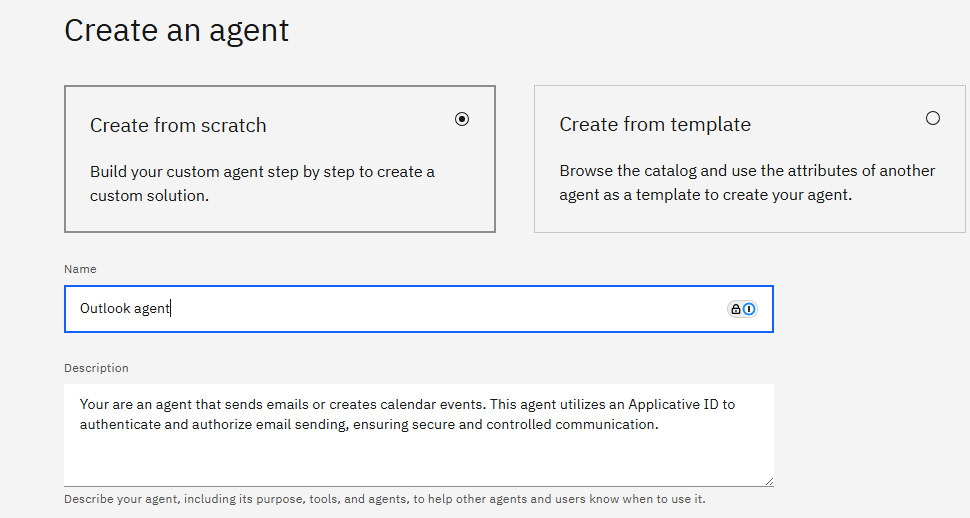 Create an agent
Create from scratch
Build your custom agent step by step to create a
custom solution.
Create from template
Browse the catalog and use the attributes of another
agent as a template to create your agent.
Name
Outlook agent
Description
Your are an agent that sends emails or creates calendar events. This agent utilizes an Applicative ID to
authenticate and authorize email sending, ensuring secure and controlled communication.
Describe your agent, including its purpose, tools, and agents, to help other agents and users know when to use it.